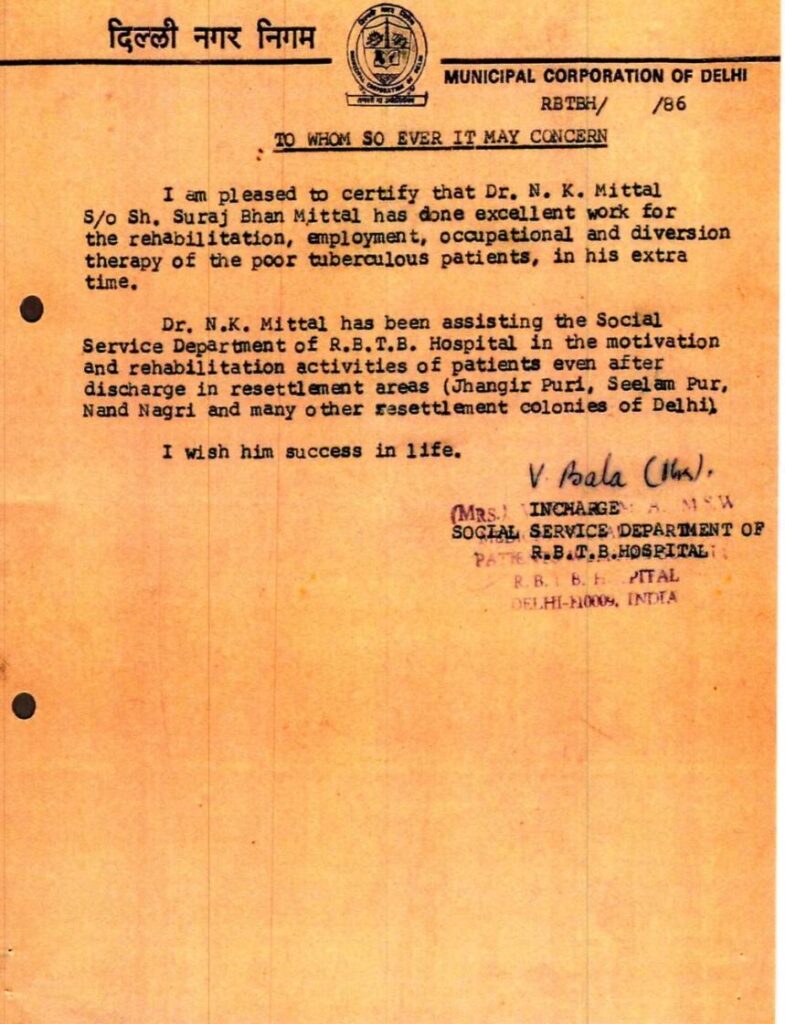 दिल्ली नगर निगम
MUNICIPAL CORPORATION OF DELHI
RBTBH/ /86
TO WHOM SO EVER IT MAY CONCERN
I am pleased to certify that Dr. N. K. Mittal
S/o Sh. Suraj Bhan Mittal has done excellent work for
the rehabilitation, employment, occupational and diversion
therapy of the poor tuberculous patients, in his extra
time.
Dr. N.K. Mittal has been assisting the Social
Service Department of R.B.T.B. Hospital in the motivation
and rehabilitation activities of patients even after
discharge in resettlement areas (Jhangir Puri, Seelam Pur,
Nand Nagri and many other resettlement colonies of Delhi)
I wish him success in life.
V. Bala (Mrs).
(MRS.) INCHARGE M.S.W
SOCIAL SERVICE DEPARTMENT OF
R.B.T.B.HOSPITAL
R. B. T. B. H PITAL
DELHI-110009, INDIA